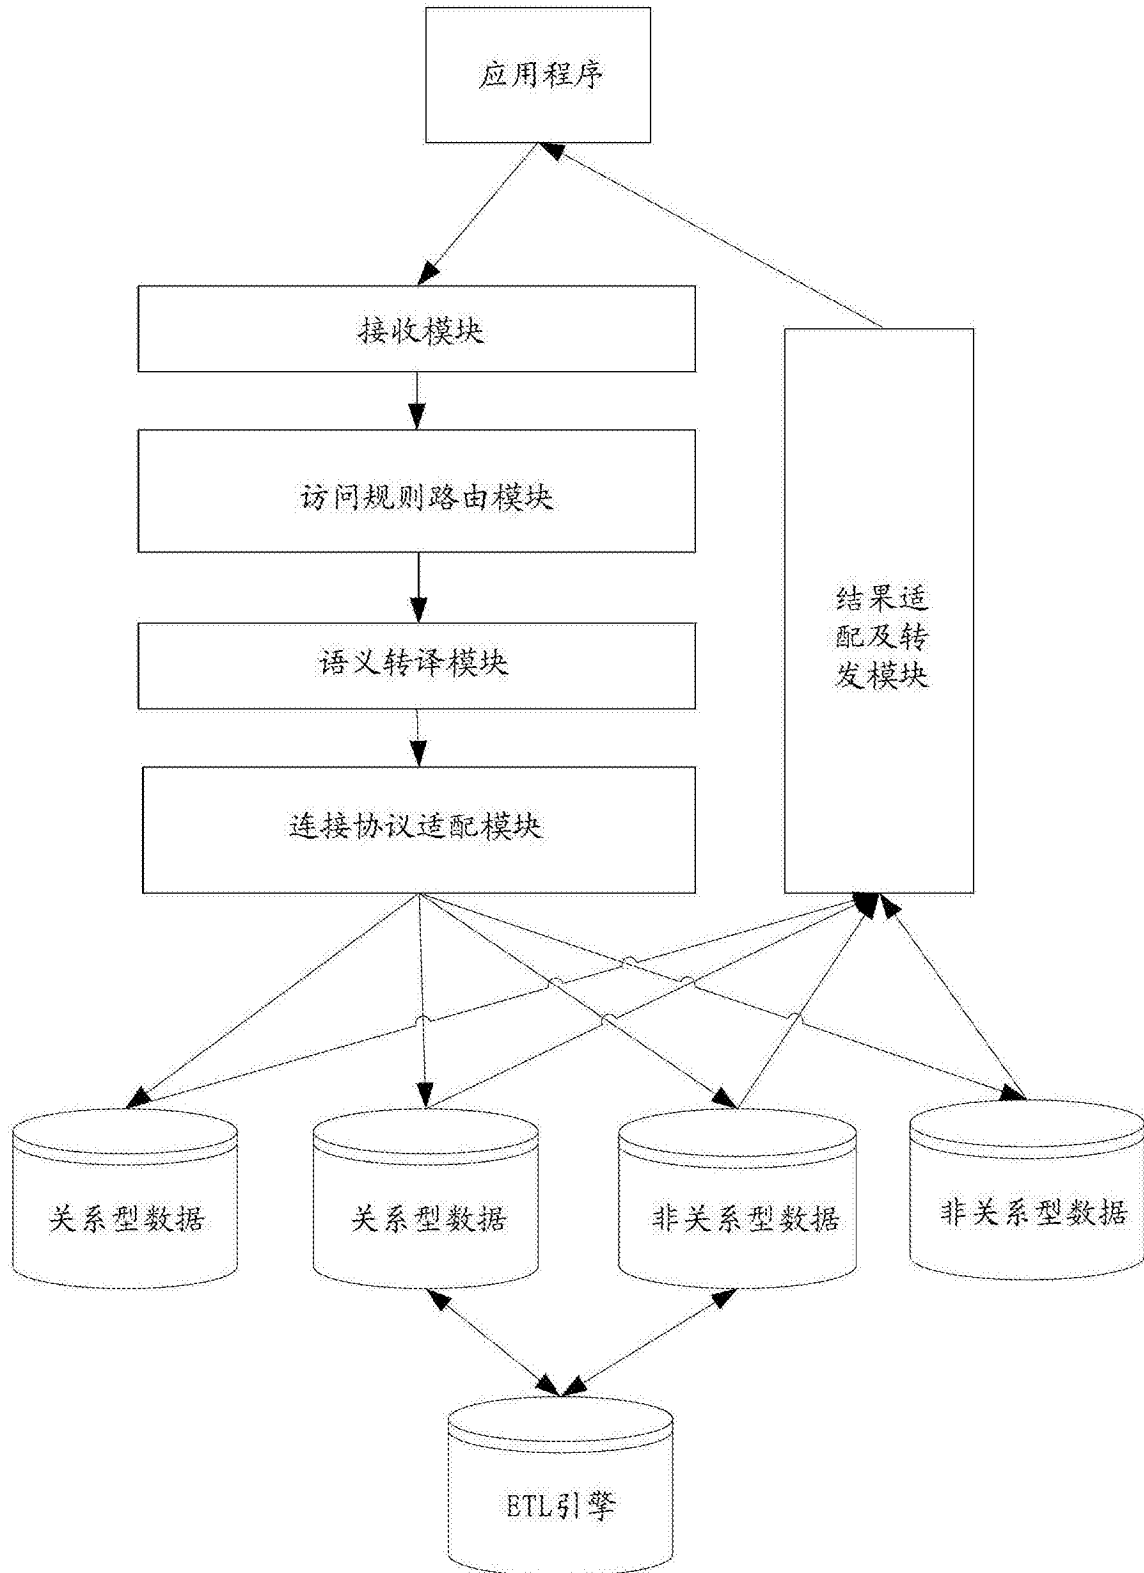 应用程序
接收模块
访问规则路由模块
语义转译模块
连接协议适配模块
结果适
配及转
发模块
关系型数据
关系型数据
非关系型数据
非关系型数据
ETL引擎